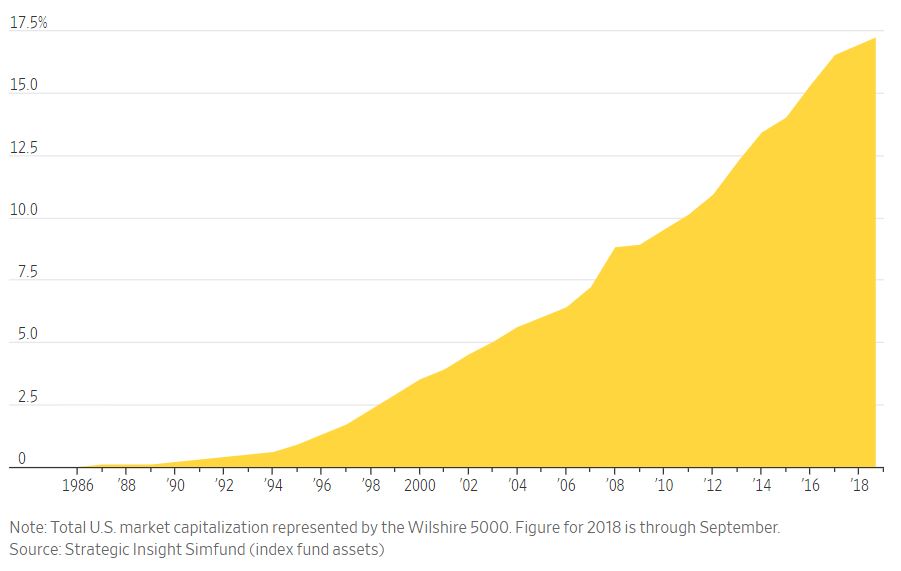 17.5%
15.0
12.5
10.0
7.5
5.0
2.5
0
1986 '88 '90 '92 '94 '96 '98 2000 '02 '04 '06 '08 '10 '12 '14 '16 '18
Note: Total U.S. market capitalization represented by the Wilshire 5000. Figure for 2018 is through September.
Source: Strategic Insight Simfund (index fund assets)